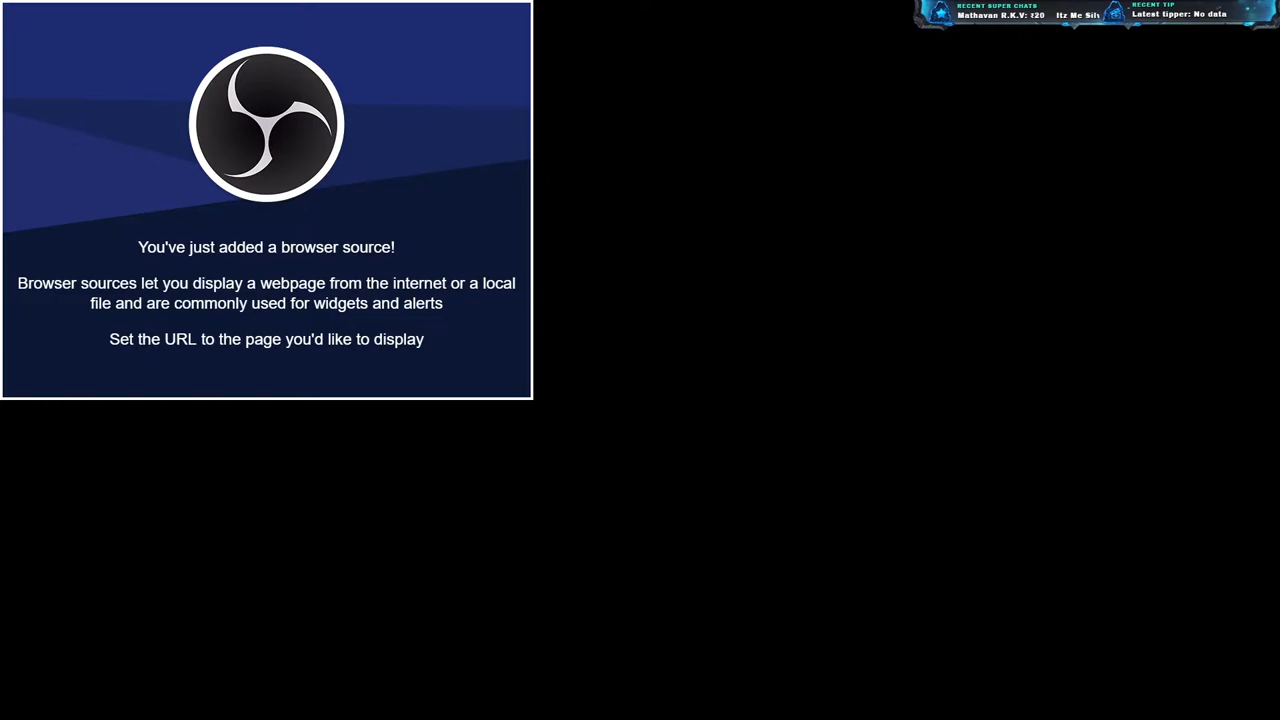 RECENT SUPER CHATS
Mathavan R.K.V: ₹20 Itz Me
RECENT TIP
Latest tipper: No data
You've just added a browser source!
Browser sources let you display a webpage from the internet or a local
file and are commonly used for widgets and alerts
Set the URL to the page you'd like to display